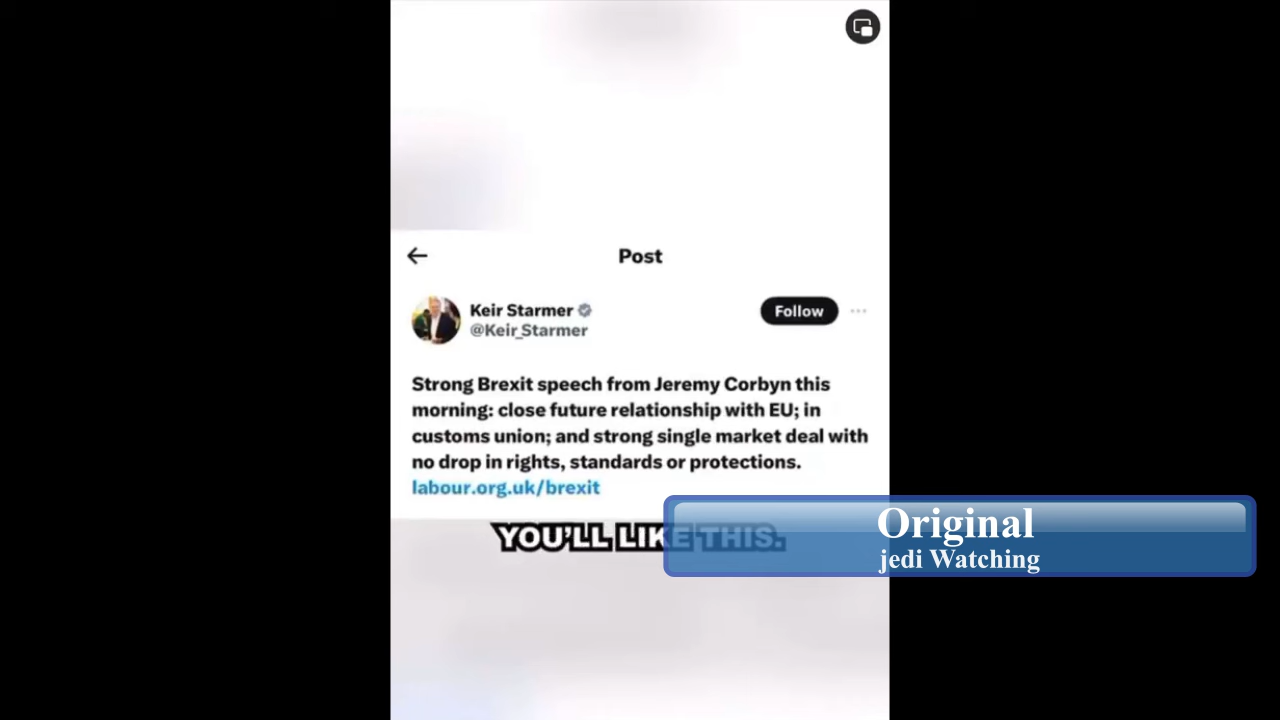 Post
Keir Starmer
@Keir_Starmer
Follow
Strong Brexit speech from Jeremy Corbyn this
morning: close future relationship with EU; in
customs union; and strong single market deal with
no drop in rights, standards or protections.
labour.org.uk/brexit
YOU'LL LIKE THIS.
Original
jedi Watching